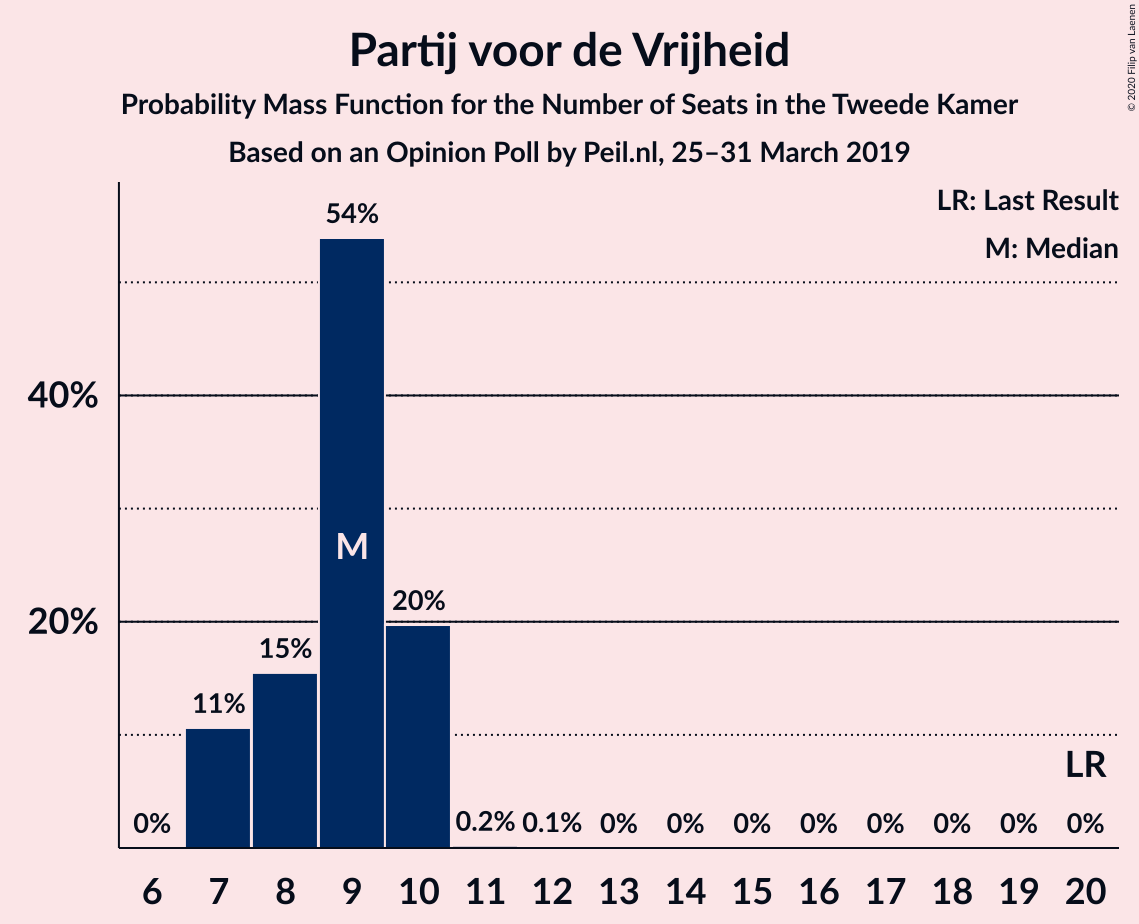 Partij voor de Vrijheid
Probability Mass Function for the Number of Seats in the Tweede Kamer
Based on an Opinion Poll by Peil.nl, 25–31 March 2019
© 2020 Filip van Laenen
LR: Last Result
M: Median
54%
40%
M
20%
20%
15%
11%
LR
0% 0.2% 0.1% 0% 0% 0% 0% 0% 0% 0% 0%
6 7 8 9 10 11 12 13 14 15 16 17 18 19 20